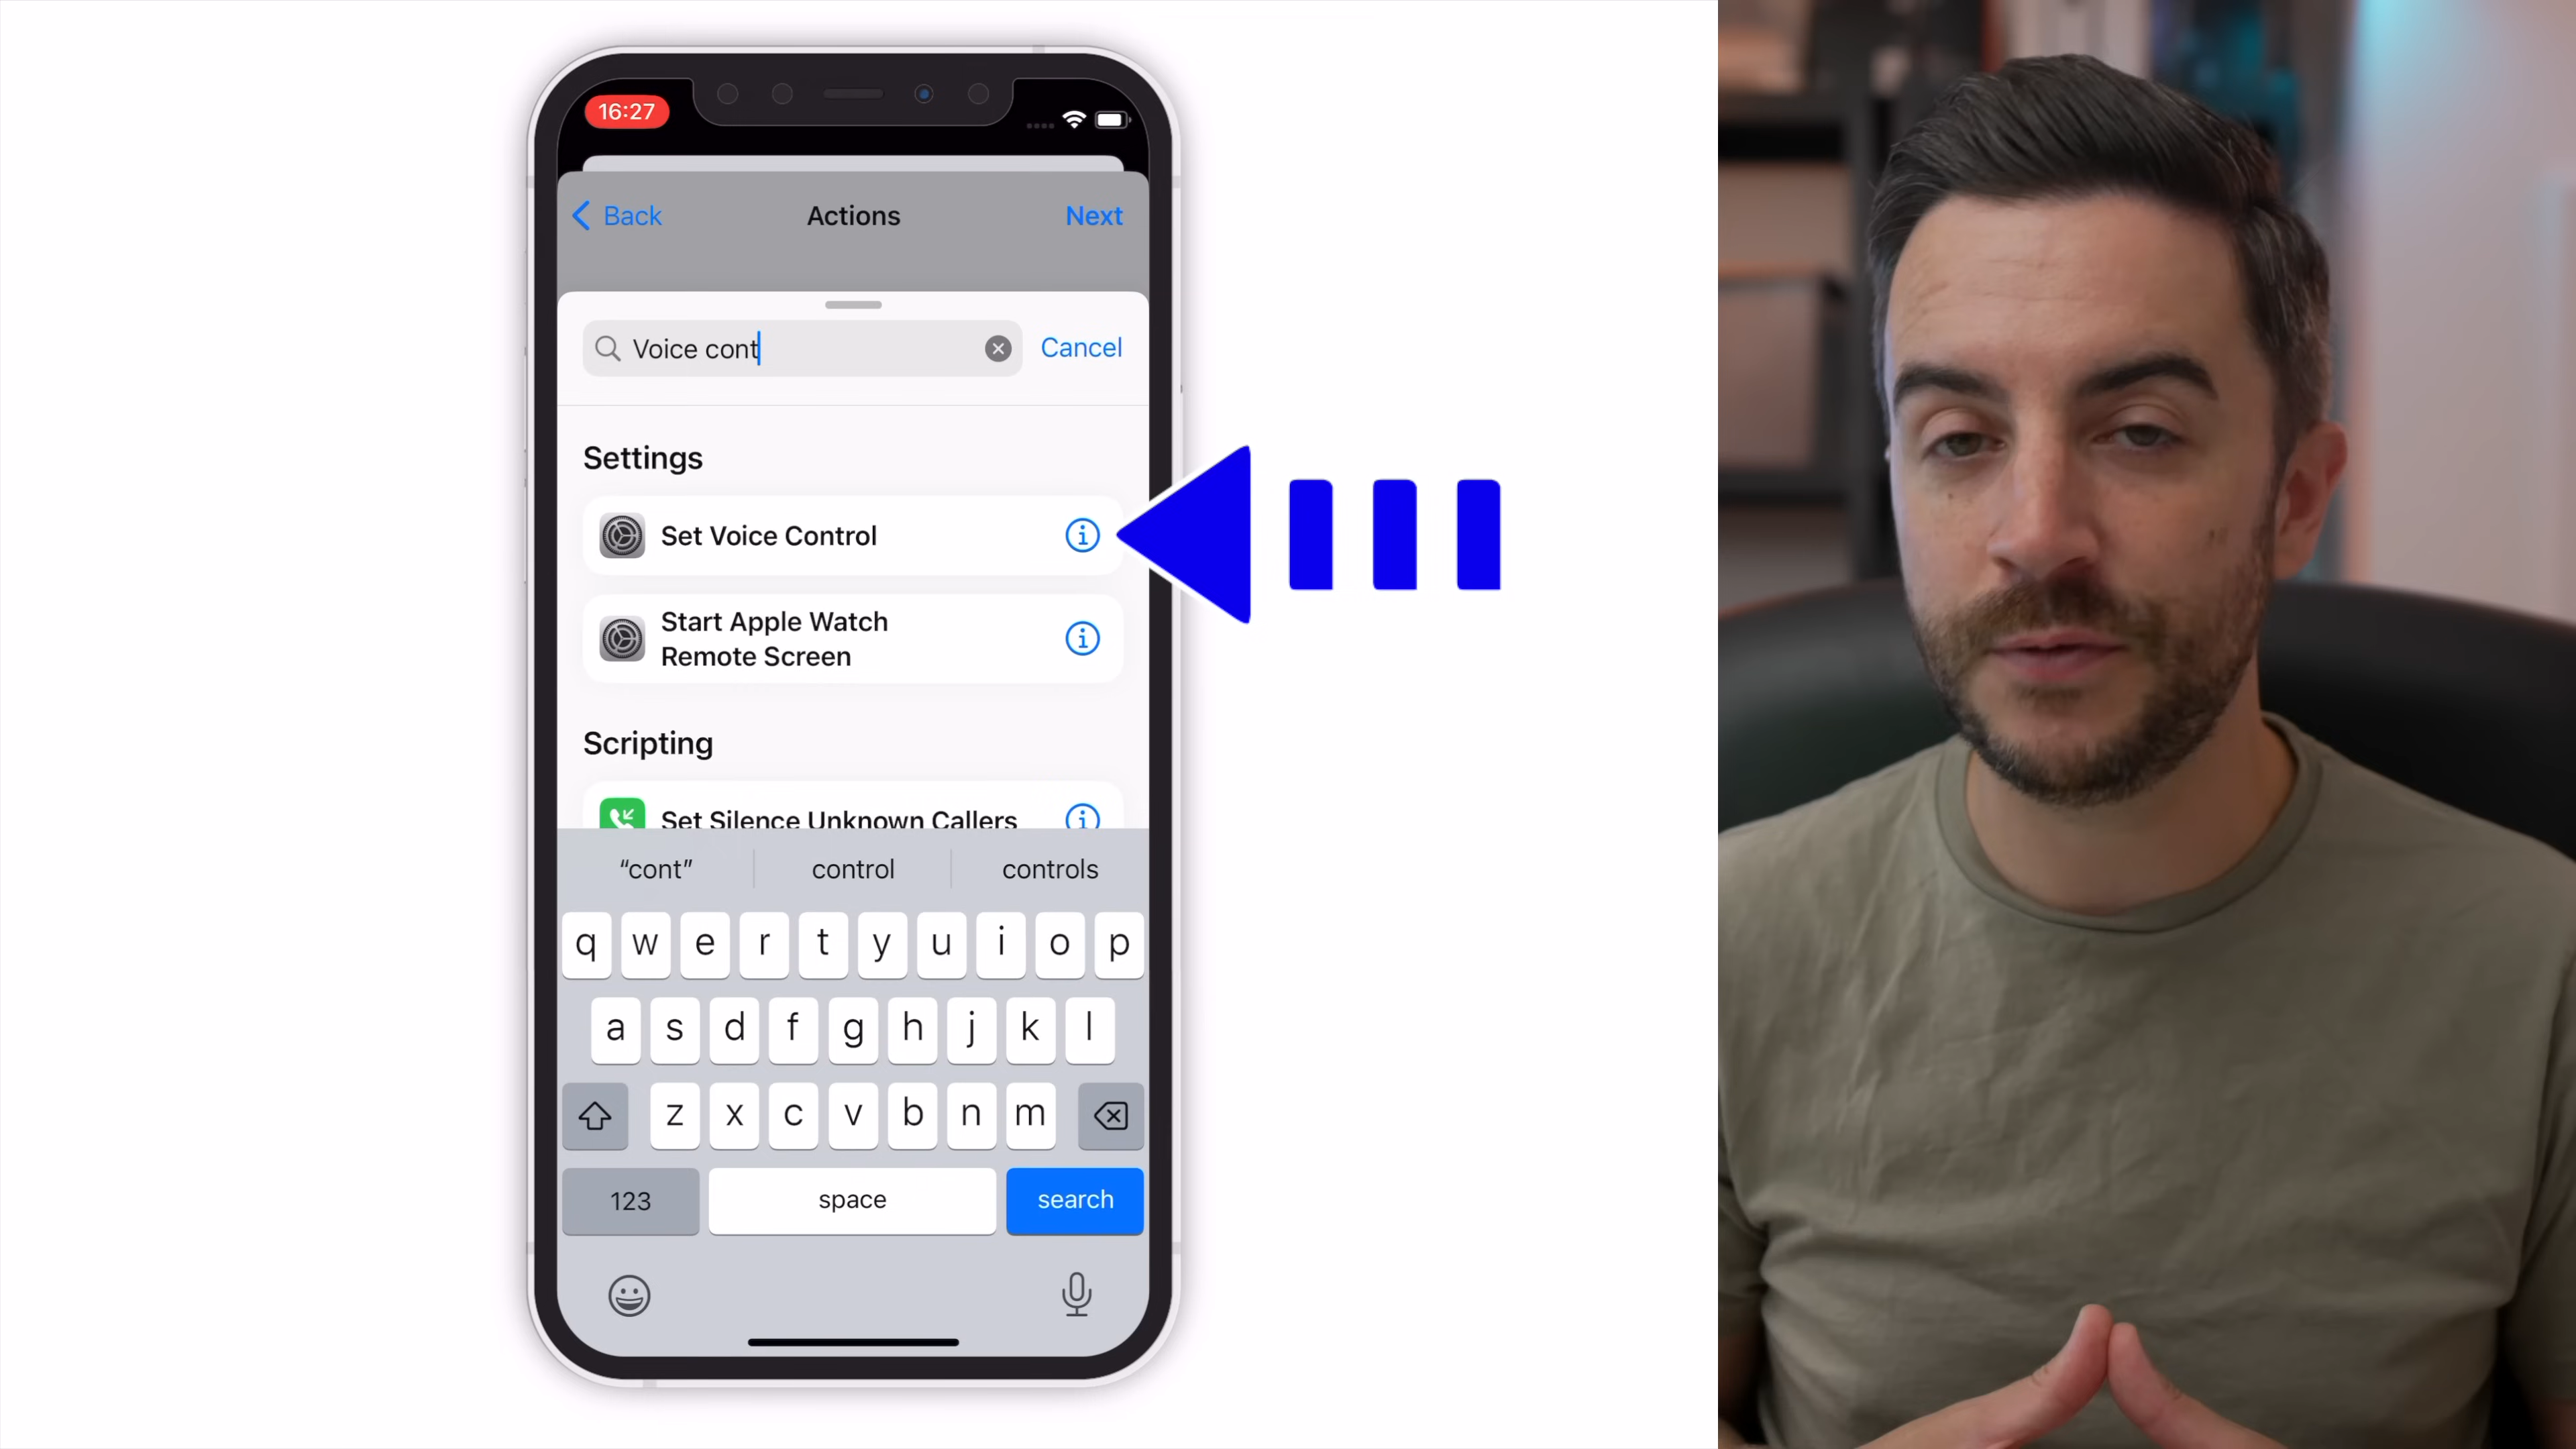 16:27
Back
Actions
Next
Voice cont
Cancel
Settings
Set Voice Control
Start Apple Watch
Remote Screen
Scripting
Set Silence Unknown Callers
“cont”
control
controls
q w e r t y u i o p
a s d f g h j k l
z x c v b n m
123
space
search